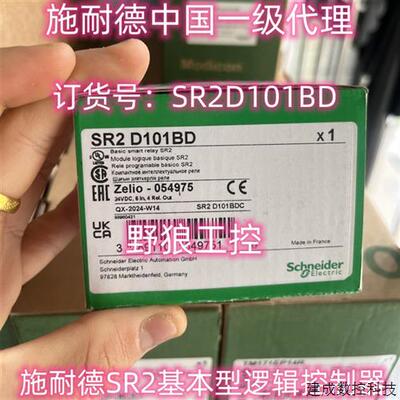 施耐德中国一级代理
Modicon
订货号：SR2D101BD
SR2 D101BD
x 1
Basic smart relay SR2
Module logique basique SR2
Rele programable básico SR2
Zelio - 054975
CE
24VDC, 6 In, 4 Rel. Out
QX-2024-W14
SR2 D101BDC
UKCA
野狼工控
Made in France
Schneider Electric Automation GmbH
Schneiderplatz 1
97828 Marktheidenfeld, Germany
Schneider
Electric
施耐德SR2基本型逻辑控制器
建成数控科技